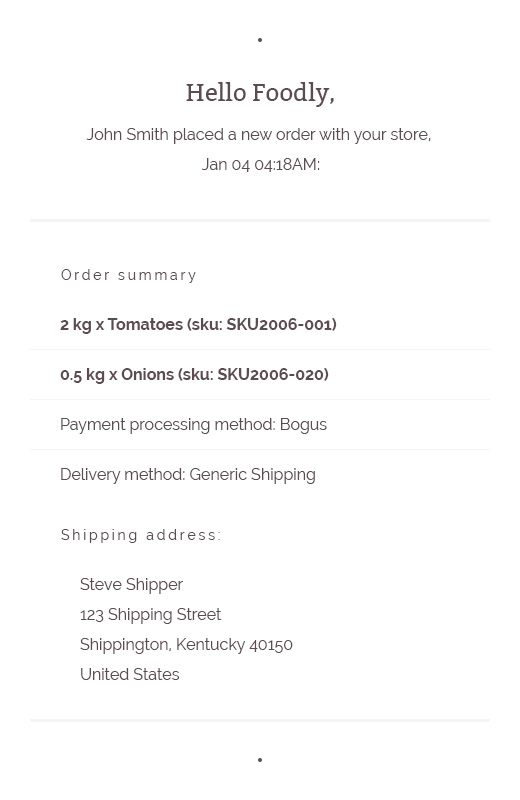 Hello Foodly,
John Smith placed a new order with your store,
Jan 04 04:18AM:
Order summary
2 kg x Tomatoes (sku: SKU2006-001)
0.5 kg x Onions (sku: SKU2006-020)
Payment processing method: Bogus
Delivery method: Generic Shipping
Shipping address:
Steve Shipper
123 Shipping Street
Shippington, Kentucky 40150
United States